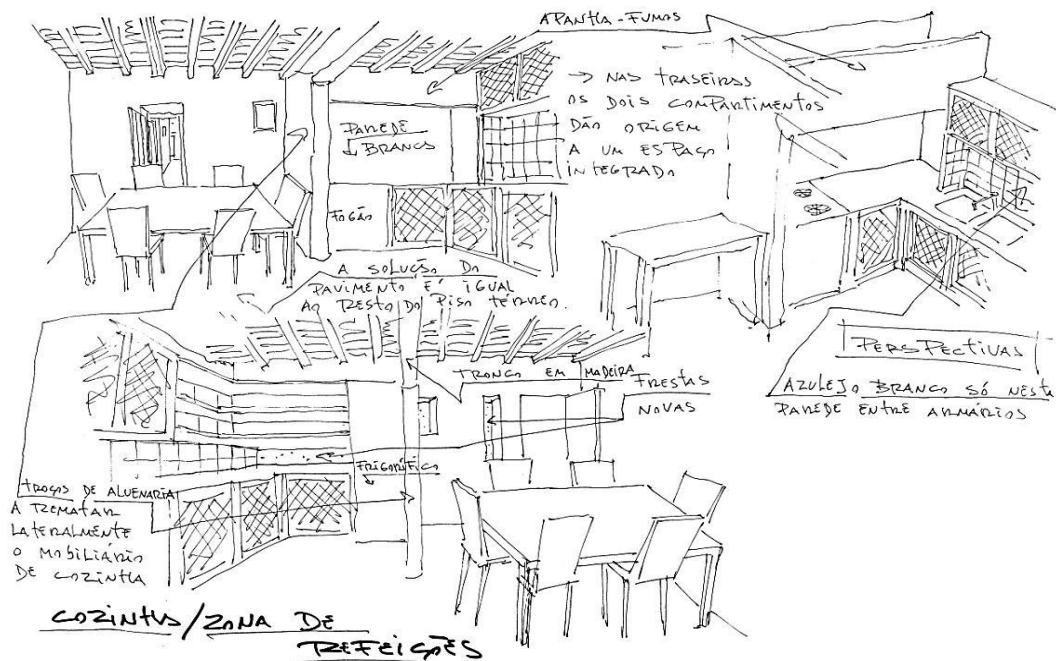 APANHA-FUMOS
→ NAS TRASEIRAS
OS DOIS COMPARTIMENTOS
DÃO ORIGEM
A UM ESPAÇO
INTEGRADO
PAREDE
BRANCA
FOGÃO
A SOLUÇÃO DO
PAVIMENTO É IGUAL
AO RESTO DO PISO TÉRREO.
PERSPECTIVAS
AZULEJO BRANCO SÓ NESTA
PAREDE ENTRE ARMÁRIOS
TRONCO EM MADEIRA
FRESTAS
NOVAS
FRIGORÍFICO
TROÇOS DE ALVENARIA
A REMATAR
LATERALMENTE
O MOBILIÁRIO
DE COZINHA
COZINHA/ZONA DE
REFEIÇÕES